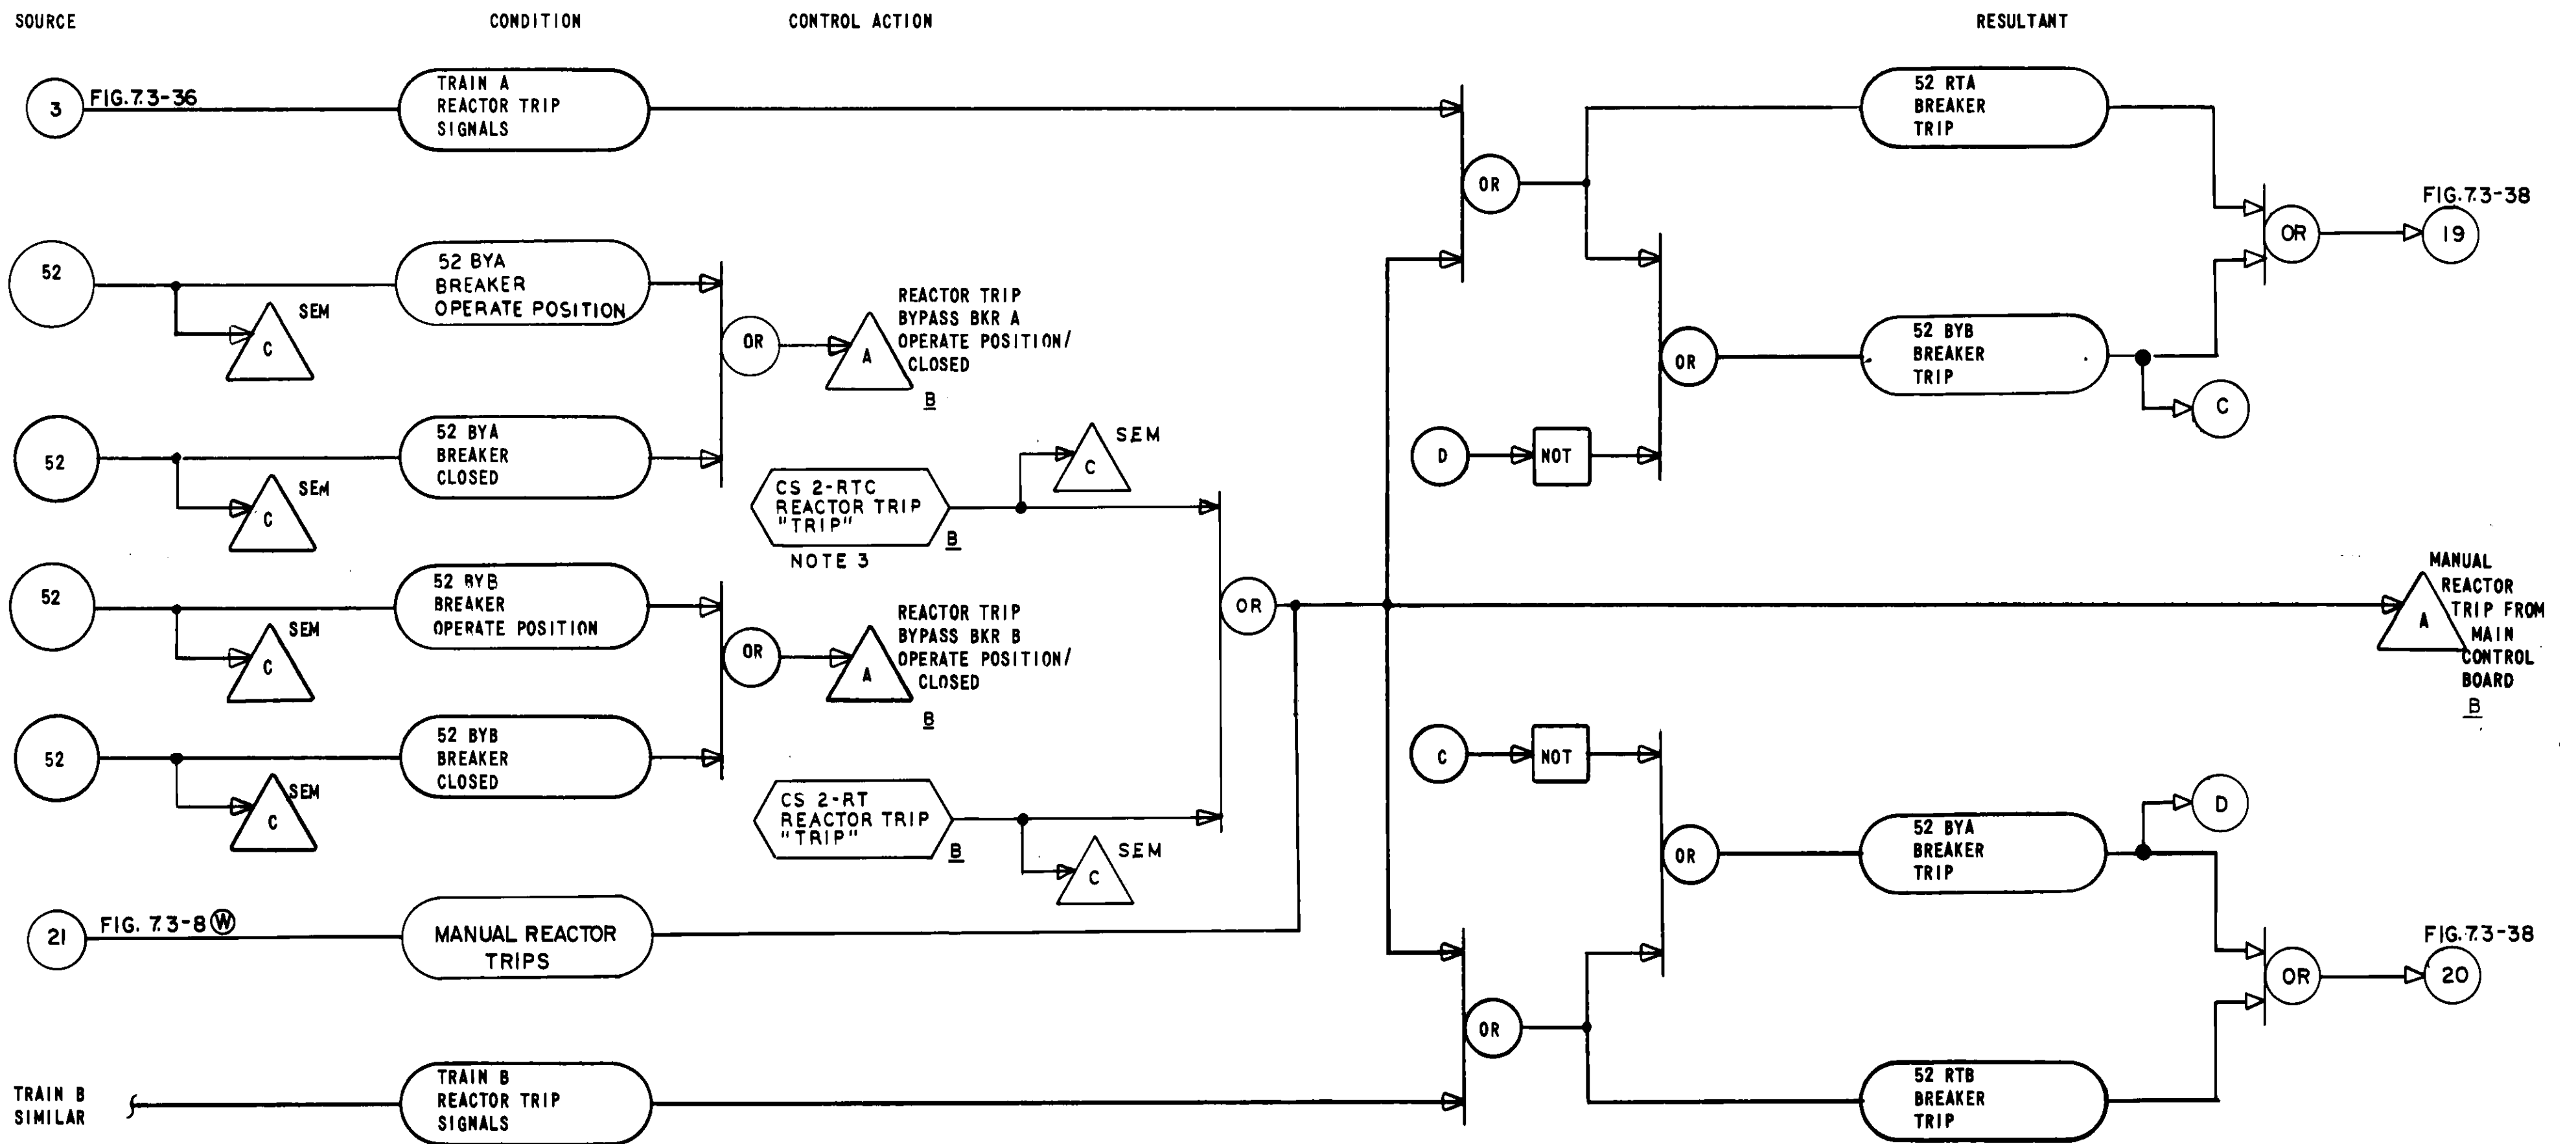 SOURCE
CONDITION
CONTROL ACTION
RESULTANT
3
FIG.7.3-36
TRAIN A
REACTOR TRIP
SIGNALS
OR
52 RTA
BREAKER
TRIP
OR
FIG.7.3-38
19
52
SEM
C
52 BYA
BREAKER
OPERATE POSITION
OR
A
REACTOR TRIP
BYPASS BKR A
OPERATE POSITION/
CLOSED
B
52
SEM
C
52 BYA
BREAKER
CLOSED
OR
52 BYB
BREAKER
TRIP
C
D
NOT
CS 2-RTC
REACTOR TRIP
"TRIP"
B
NOTE 3
SEM
C
52
SEM
C
52 BYB
BREAKER
OPERATE POSITION
OR
A
REACTOR TRIP
BYPASS BKR B
OPERATE POSITION/
CLOSED
B
OR
A
MANUAL
REACTOR
TRIP FROM
MAIN
CONTROL
BOARD
B
52
SEM
C
52 BYB
BREAKER
CLOSED
CS 2-RT
REACTOR TRIP
"TRIP"
B
SEM
C
C
NOT
OR
52 BYA
BREAKER
TRIP
D
21
FIG. 7.3-8 W
MANUAL REACTOR
TRIPS
OR
OR
FIG.7.3-38
20
TRAIN B
SIMILAR
TRAIN B
REACTOR TRIP
SIGNALS
52 RTB
BREAKER
TRIP